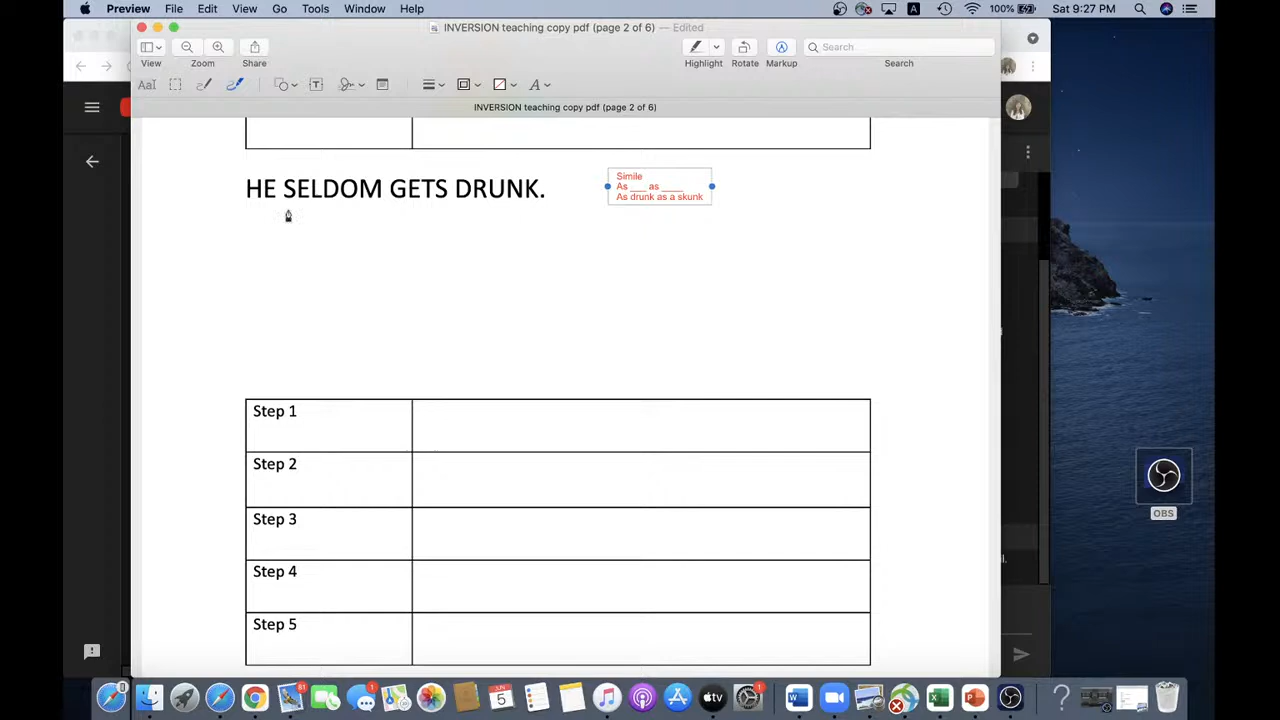 Preview File Edit View Go Tools Window Help 100% Sat 9:27 PM
INVERSION teaching copy pdf (page 2 of 6) — Edited
View Zoom Share Highlight Rotate Markup Search
Search
INVERSION teaching copy pdf (page 2 of 6)
HE SELDOM GETS DRUNK.
Simile
As ___ as ____
As drunk as a skunk
Step 1
Step 2
Step 3
Step 4
Step 5
OBS